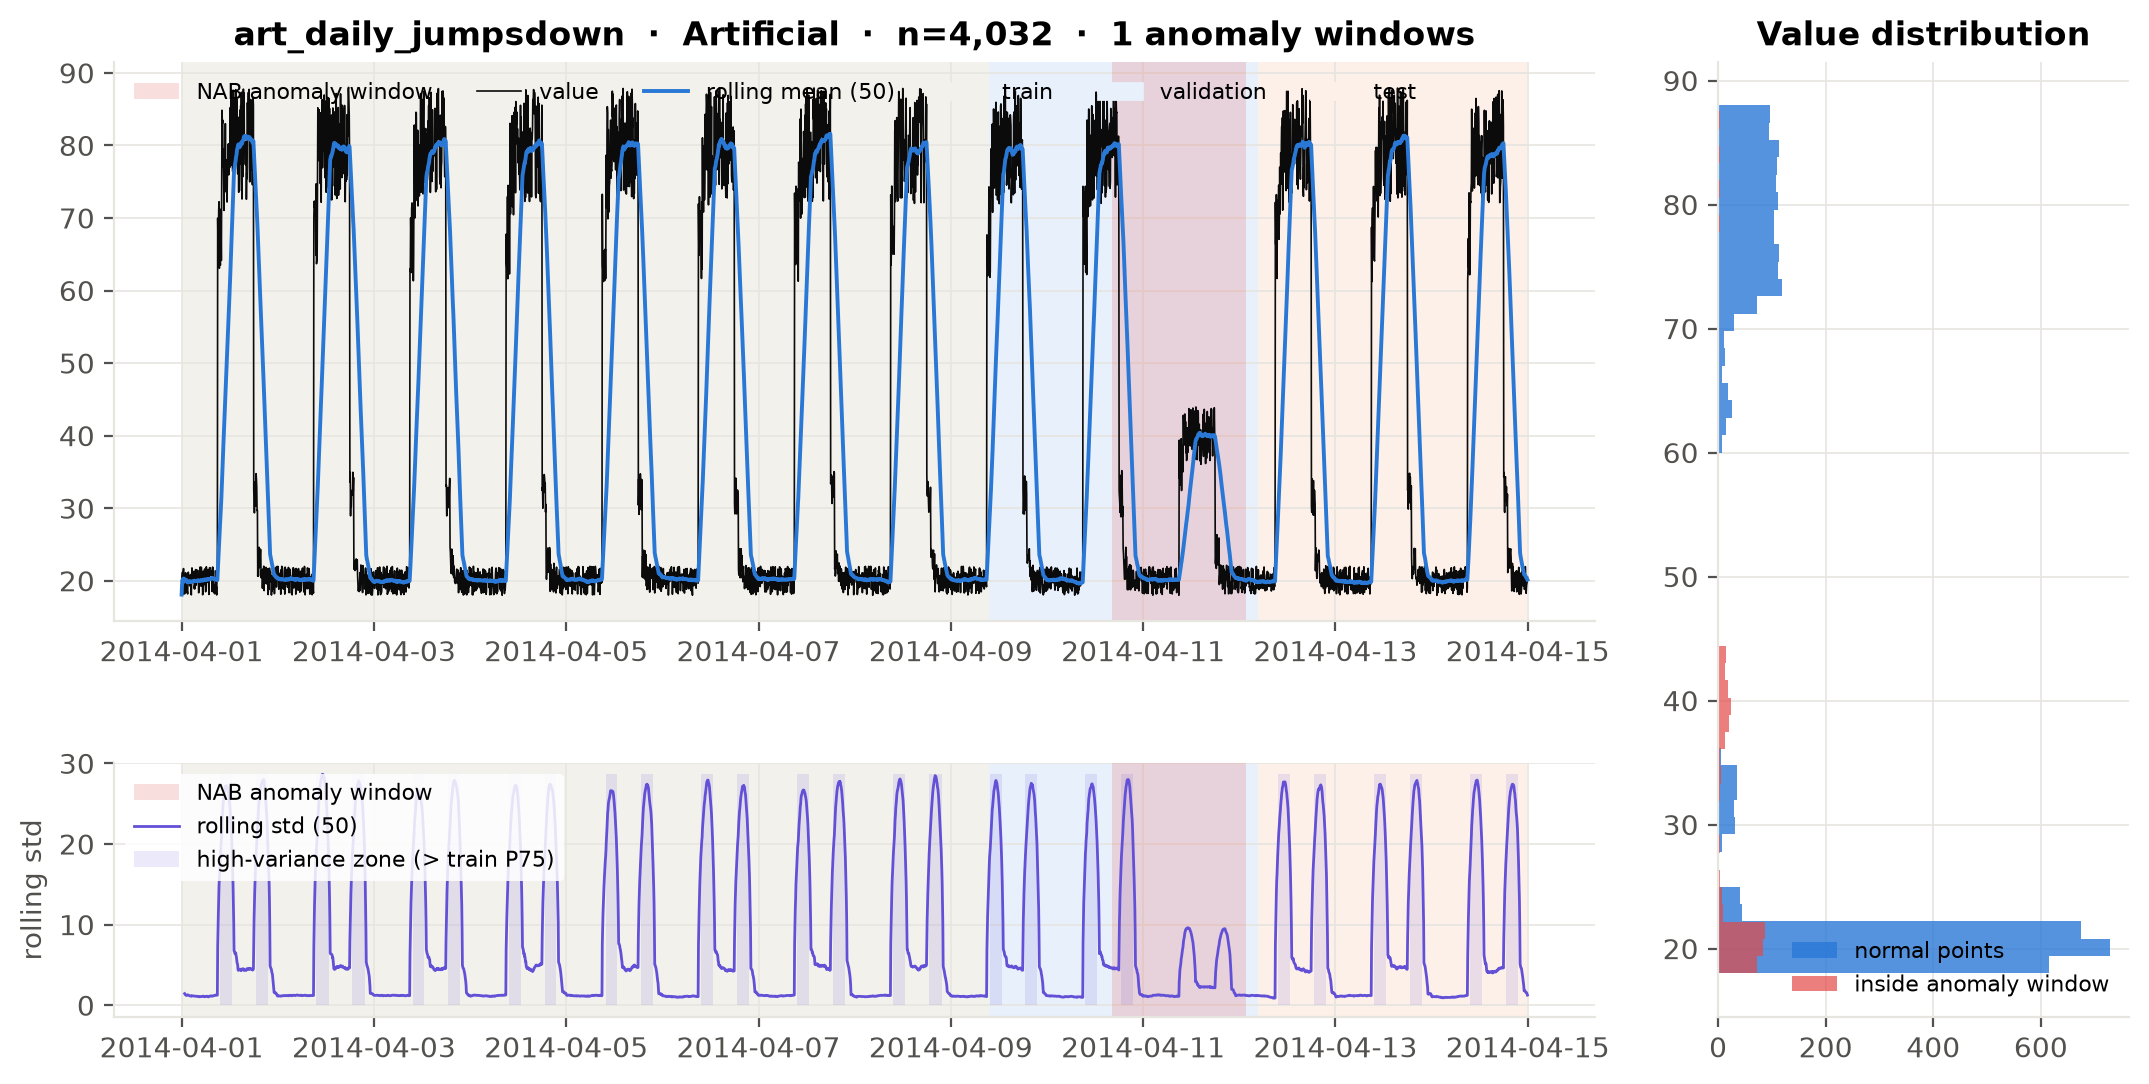 art_daily_jumpsdown · Artificial · n=4,032 · 1 anomaly windows
NAB anomaly window
value
rolling mean (50)
train
validation
test
90
80
70
60
50
40
30
20
2014-04-01 2014-04-03 2014-04-05 2014-04-07 2014-04-09 2014-04-11 2014-04-13 2014-04-15
rolling std
30
20
10
0
NAB anomaly window
rolling std (50)
high-variance zone (> train P75)
2014-04-01 2014-04-03 2014-04-05 2014-04-07 2014-04-09 2014-04-11 2014-04-13 2014-04-15
Value distribution
90
80
70
60
50
40
30
20
normal points
inside anomaly window
0 200 400 600